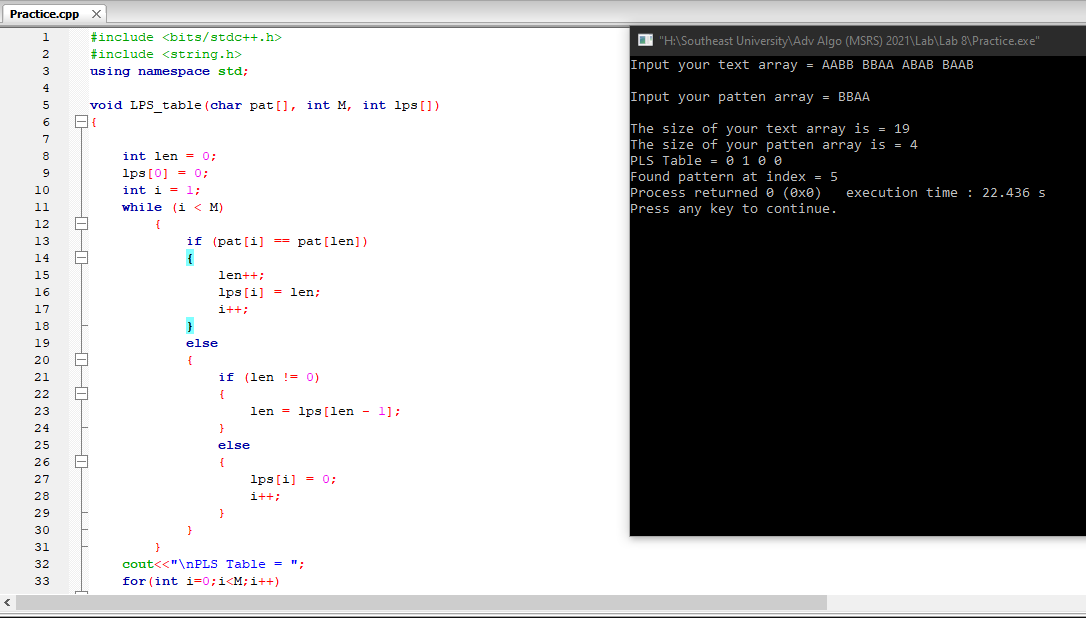 Practice.cpp
1 #include <bits/stdc++.h>
2 #include <string.h>
3 using namespace std;
4
5 void LPS_table(char pat[], int M, int lps[])
6 {
7
8 int len = 0;
9 lps[0] = 0;
10 int i = 1;
11 while (i < M)
12 {
13 if (pat[i] == pat[len])
14 {
15 len++;
16 lps[i] = len;
17 i++;
18 }
19 else
20 {
21 if (len != 0)
22 {
23 len = lps[len - 1];
24 }
25 else
26 {
27 lps[i] = 0;
28 i++;
29 }
30 }
31 }
32 cout<<"\nPLS Table = ";
33 for(int i=0;i<M;i++)
"H:\Southeast University\Adv Algo (MSRS) 2021\Lab\Lab 8\Practice.exe"
Input your text array = AABB BBAA ABAB BAAB
Input your patten array = BBAA
The size of your text array is = 19
The size of your patten array is = 4
PLS Table = 0 1 0 0
Found pattern at index = 5
Process returned 0 (0x0) execution time : 22.436 s
Press any key to continue.